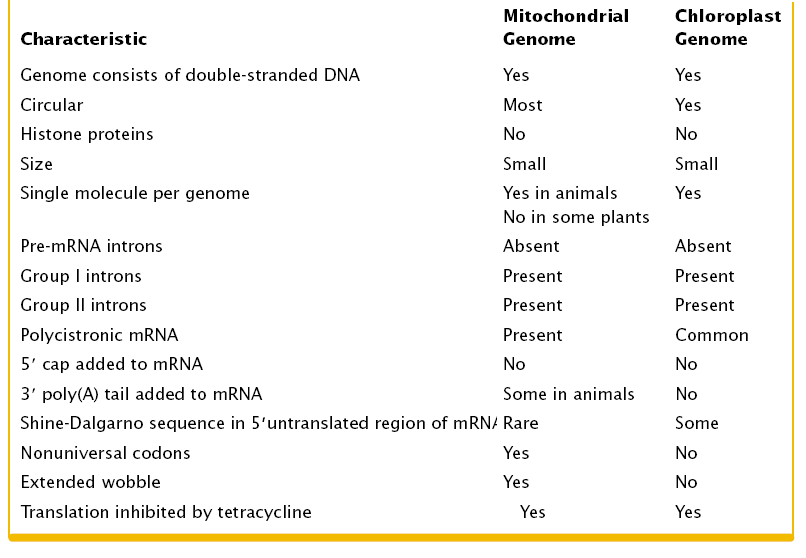 Characteristic Mitochondrial Genome Chloroplast Genome
Genome consists of double-stranded DNA Yes Yes
Circular Most Yes
Histone proteins No No
Size Small Small
Single molecule per genome Yes in animals Yes
No in some plants
Pre-mRNA introns Absent Absent
Group I introns Present Present
Group II introns Present Present
Polycistronic mRNA Present Common
5′ cap added to mRNA No No
3′ poly(A) tail added to mRNA Some in animals No
Shine-Dalgarno sequence in 5′untranslated region of mRNA Rare Some
Nonuniversal codons Yes No
Extended wobble Yes No
Translation inhibited by tetracycline Yes Yes